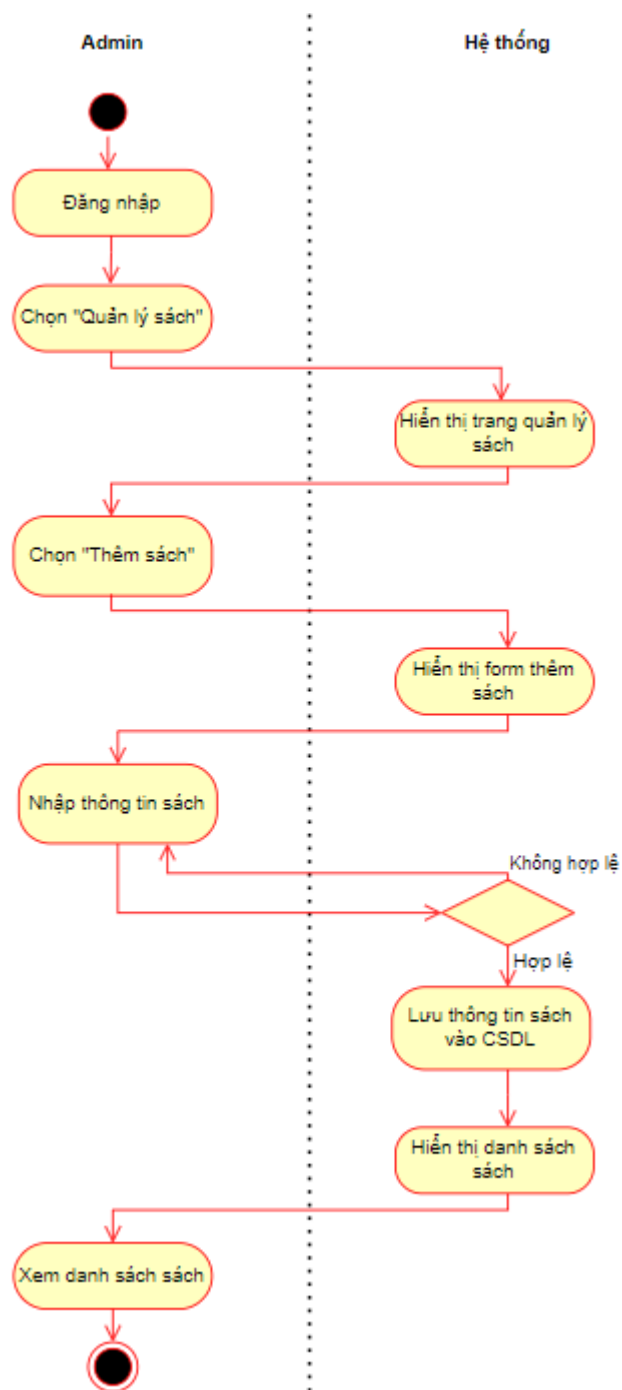 Admin
Hệ thống
Đăng nhập
Chọn "Quản lý sách"
Hiển thị trang quản lý
sách
Chọn "Thêm sách"
Hiển thị form thêm
sách
Nhập thông tin sách
Không hợp lệ
Hợp lệ
Lưu thông tin sách
vào CSDL
Hiển thị danh sách
sách
Xem danh sách sách